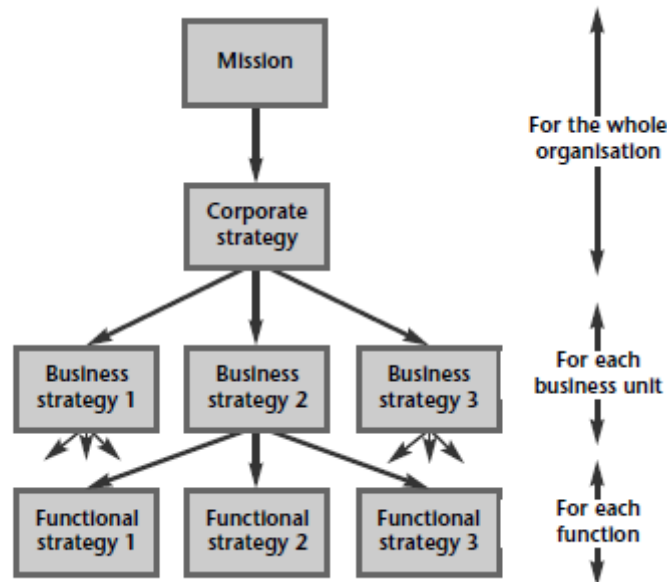 Mission
For the whole
organisation
Corporate
strategy
Business
strategy 1
Business
strategy 2
Business
strategy 3
For each
business unit
Functional
strategy 1
Functional
strategy 2
Functional
strategy 3
For each
function